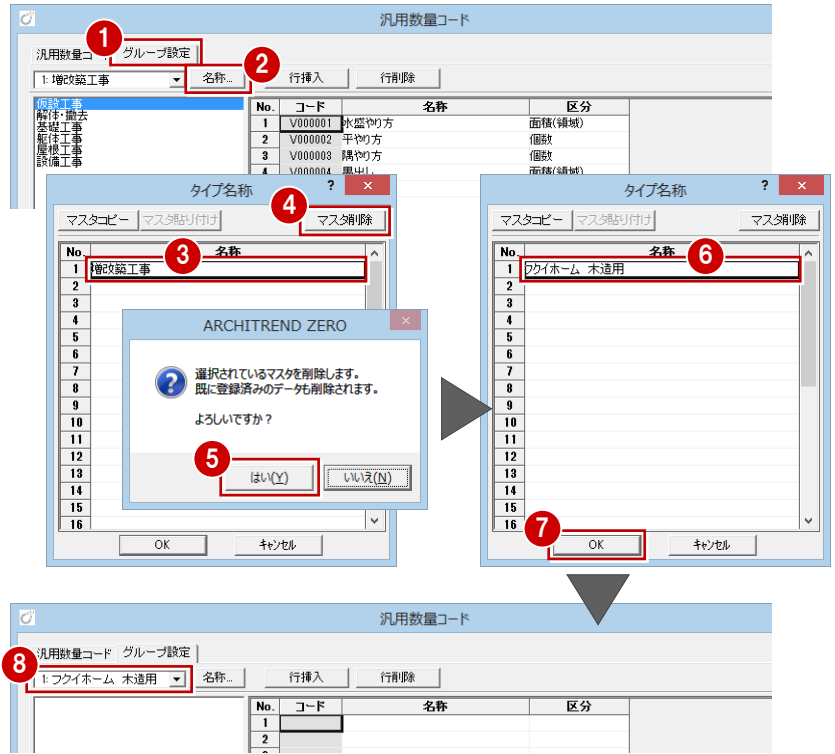 汎用数量コード
1
汎用数量コ
グループ設定
2
1: 増改築工事
名称...
行挿入
行削除
仮設工事
解体・撤去
基礎工事
躯体工事
屋根工事
設備工事
No. コード 名称 区分
1 V000001 水盛やり方 面積(領域)
2 V000002 平やり方 個数
3 V000003 隅やり方 個数
4 V000004 墨出し 面積(領域)
タイプ名称 ? ×
4
マスタコピー マスタ貼り付け マスタ削除
3
No. 名称
1 増改築工事
2
3
4
5
6
7
8
9
10
11
12
13
14
15
16
OK キャンセル
ARCHITREND ZERO ×
選択されているマスタを削除します。
既に登録済みのデータも削除されます。
よろしいですか？
5
はい(Y) いいえ(N)
タイプ名称 ? ×
マスタコピー マスタ貼り付け マスタ削除
6
No. 名称
1 フクイホーム 木造用
2
3
4
5
6
7
8
9
10
11
12
13
14
15
16
7
OK キャンセル
汎用数量コード
8
汎用数量コード グループ設定
1: フクイホーム 木造用 名称... 行挿入 行削除
No. コード 名称 区分
1
2